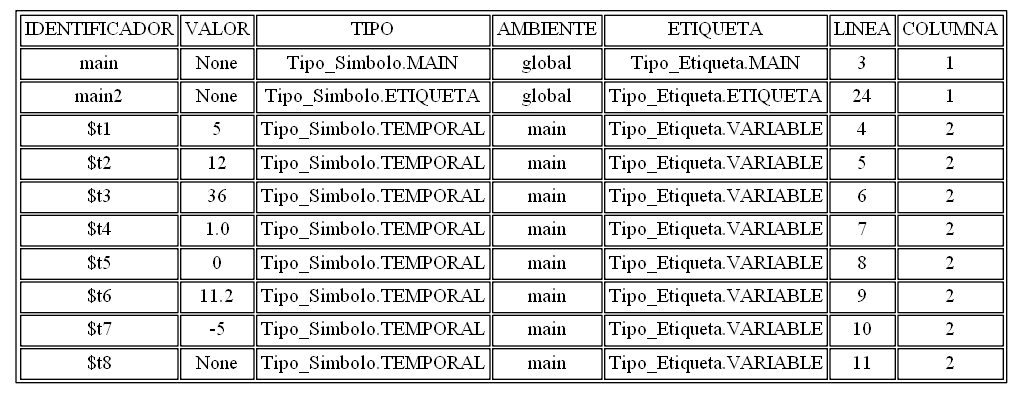 IDENTIFICADOR VALOR TIPO AMBIENTE ETIQUETA LINEA COLUMNA
main None Tipo_Simbolo.MAIN global Tipo_Etiqueta.MAIN 3 1
main2 None Tipo_Simbolo.ETIQUETA global Tipo_Etiqueta.ETIQUETA 24 1
$t1 5 Tipo_Simbolo.TEMPORAL main Tipo_Etiqueta.VARIABLE 4 2
$t2 12 Tipo_Simbolo.TEMPORAL main Tipo_Etiqueta.VARIABLE 5 2
$t3 36 Tipo_Simbolo.TEMPORAL main Tipo_Etiqueta.VARIABLE 6 2
$t4 1.0 Tipo_Simbolo.TEMPORAL main Tipo_Etiqueta.VARIABLE 7 2
$t5 0 Tipo_Simbolo.TEMPORAL main Tipo_Etiqueta.VARIABLE 8 2
$t6 11.2 Tipo_Simbolo.TEMPORAL main Tipo_Etiqueta.VARIABLE 9 2
$t7 -5 Tipo_Simbolo.TEMPORAL main Tipo_Etiqueta.VARIABLE 10 2
$t8 None Tipo_Simbolo.TEMPORAL main Tipo_Etiqueta.VARIABLE 11 2